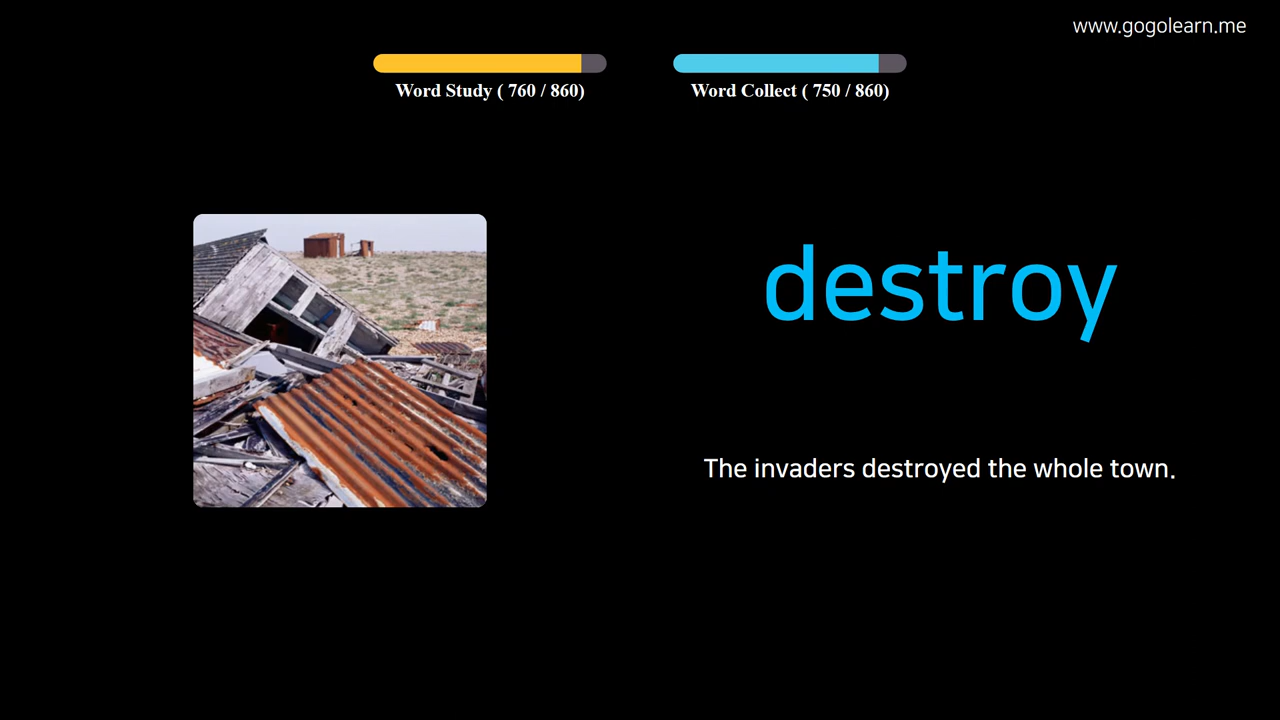 www.gogolearn.me
Word Study ( 760 / 860)
Word Collect ( 750 / 860)
destroy
The invaders destroyed the whole town.